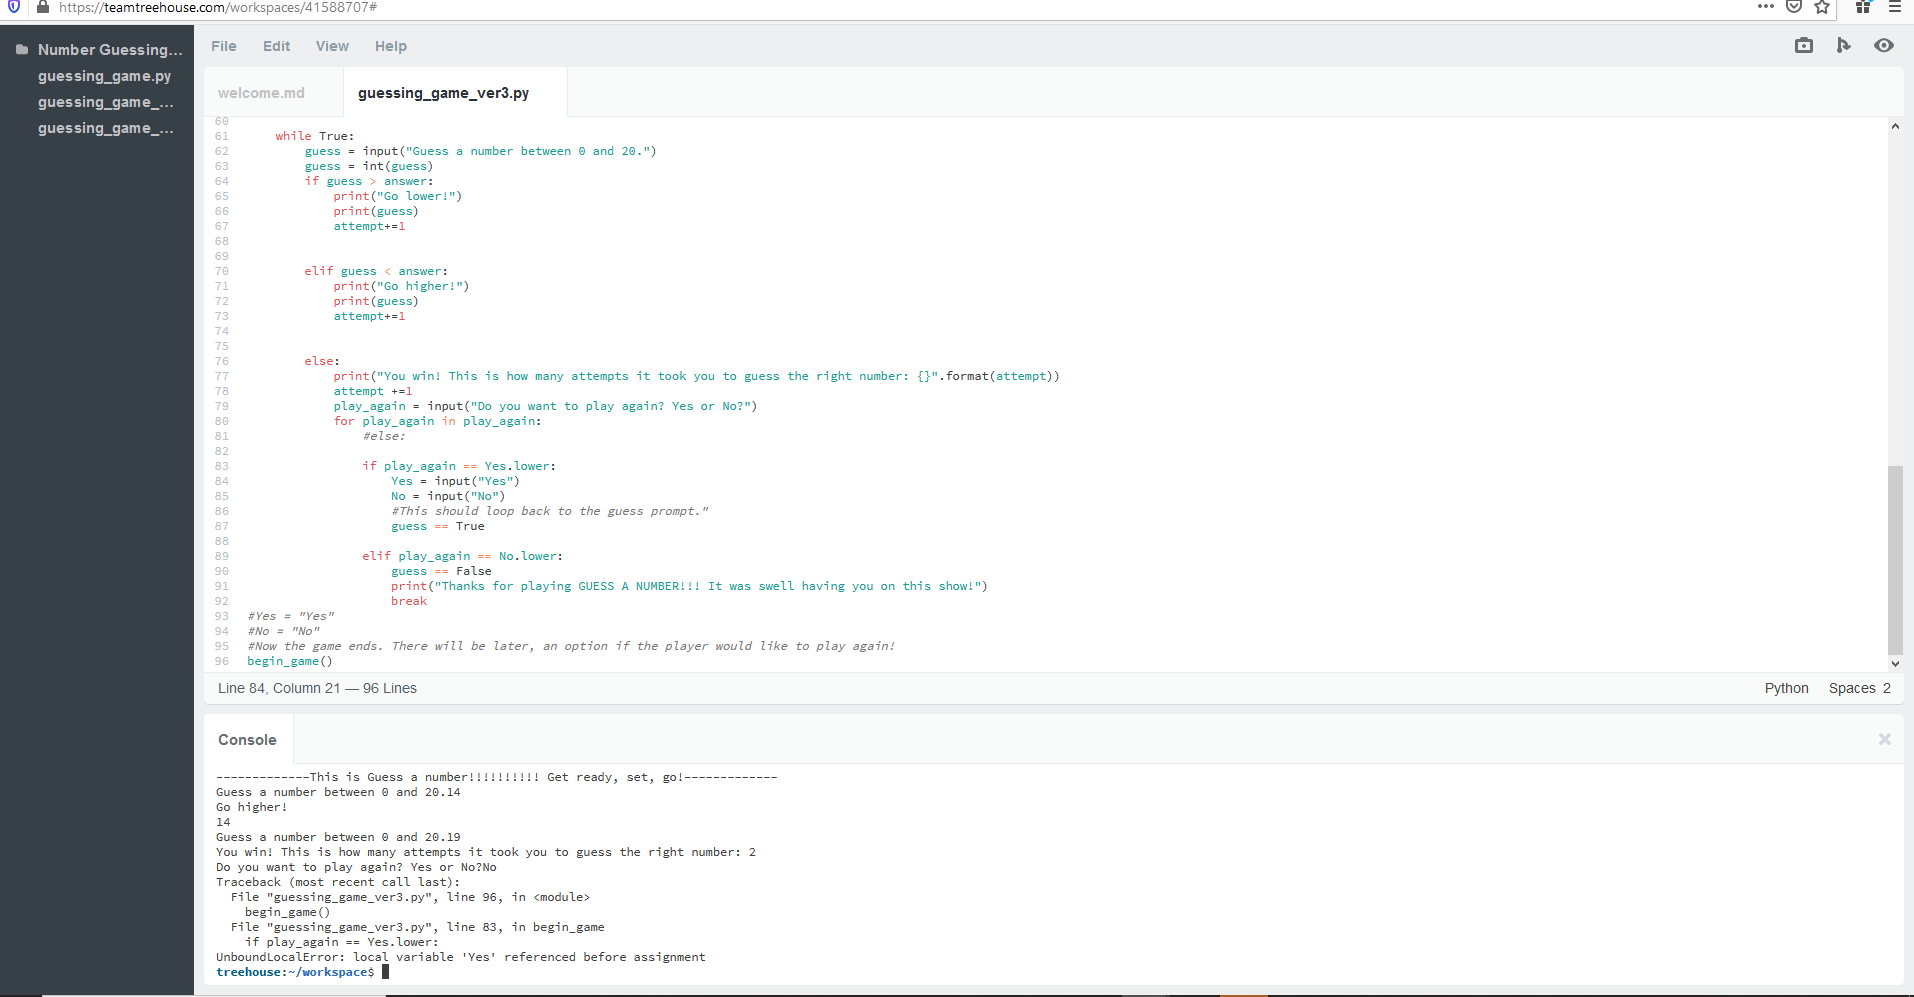 https://teamtreehouse.com/workspaces/41588707#
Number Guessing...
guessing_game.py
guessing_game_...
guessing_game_...
File Edit View Help
welcome.md guessing_game_ver3.py
60
61 while True:
62 guess = input("Guess a number between 0 and 20.")
63 guess = int(guess)
64 if guess > answer:
65 print("Go lower!")
66 print(guess)
67 attempt+=1
68
69
70 elif guess < answer:
71 print("Go higher!")
72 print(guess)
73 attempt+=1
74
75
76 else:
77 print("You win! This is how many attempts it took you to guess the right number: {}".format(attempt))
78 attempt +=1
79 play_again = input("Do you want to play again? Yes or No?")
80 for play_again in play_again:
81 #else:
82
83 if play_again == Yes.lower:
84 Yes = input("Yes")
85 No = input("No")
86 #This should loop back to the guess prompt."
87 guess == True
88
89 elif play_again == No.lower:
90 guess == False
91 print("Thanks for playing GUESS A NUMBER!!! It was swell having you on this show!")
92 break
93 #Yes = "Yes"
94 #No = "No"
95 #Now the game ends. There will be later, an option if the player would like to play again!
96 begin_game()
Line 84, Column 21 — 96 Lines Python Spaces 2
Console
-------------This is Guess a number!!!!!!!!!! Get ready, set, go!-------------
Guess a number between 0 and 20.14
Go higher!
14
Guess a number between 0 and 20.19
You win! This is how many attempts it took you to guess the right number: 2
Do you want to play again? Yes or No?No
Traceback (most recent call last):
File "guessing_game_ver3.py", line 96, in <module>
begin_game()
File "guessing_game_ver3.py", line 83, in begin_game
if play_again == Yes.lower:
UnboundLocalError: local variable 'Yes' referenced before assignment
treehouse:~/workspace$